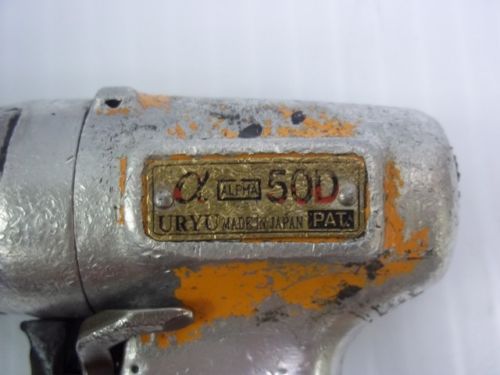 α ALPHA 50D
URYU MADE IN JAPAN PAT.